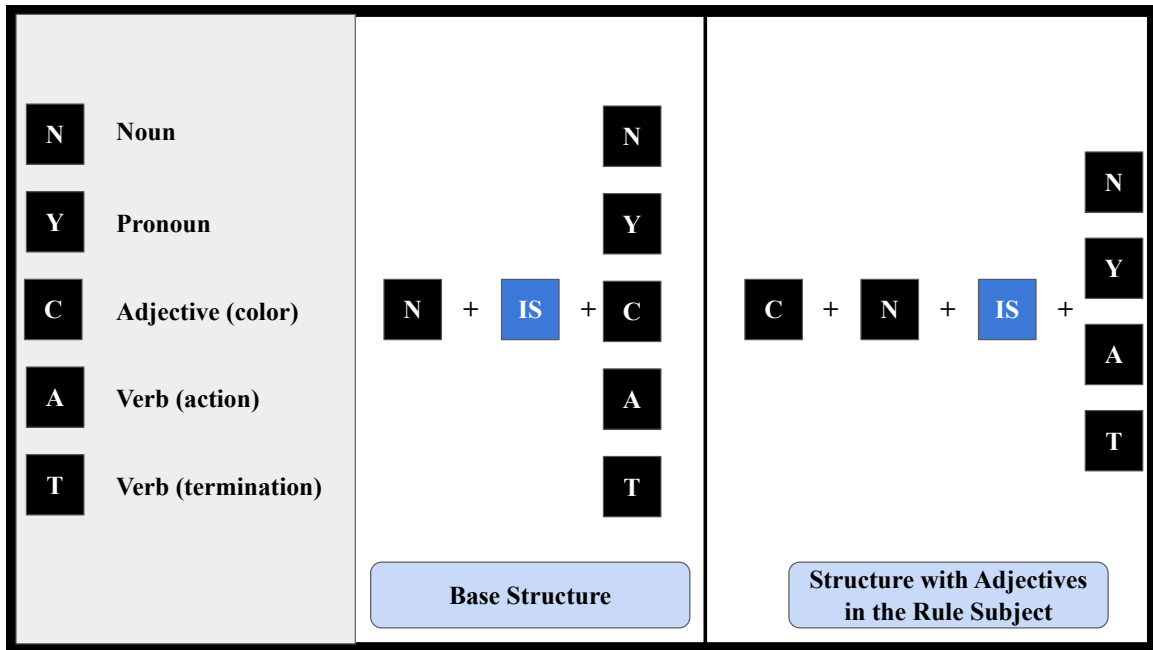 N Noun
Y Pronoun
C Adjective (color)
A Verb (action)
T Verb (termination)
N + IS +
N
Y
C
A
T
Base Structure
C + N + IS +
N
Y
A
T
Structure with Adjectives
in the Rule Subject